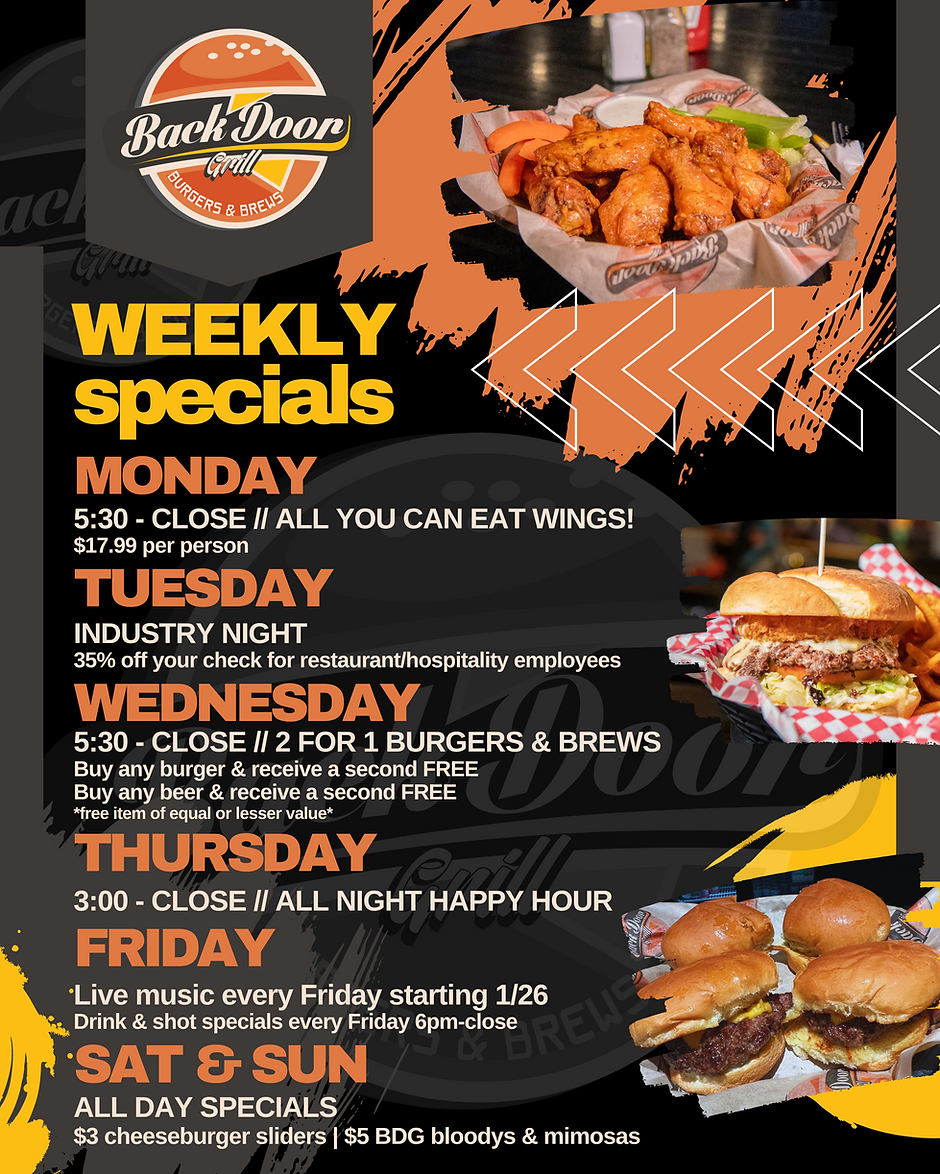 Back Door
Grill
BURGERS & BREWS
WEEKLY
specials
MONDAY
5:30 - CLOSE // ALL YOU CAN EAT WINGS!
$17.99 per person
TUESDAY
INDUSTRY NIGHT
35% off your check for restaurant/hospitality employees
WEDNESDAY
5:30 - CLOSE // 2 FOR 1 BURGERS & BREWS
Buy any burger & receive a second FREE
Buy any beer & receive a second FREE
*free item of equal or lesser value*
THURSDAY
3:00 - CLOSE // ALL NIGHT HAPPY HOUR
FRIDAY
Live music every Friday starting 1/26
Drink & shot specials every Friday 6pm-close
SAT & SUN
ALL DAY SPECIALS
$3 cheeseburger sliders | $5 BDG bloodys & mimosas